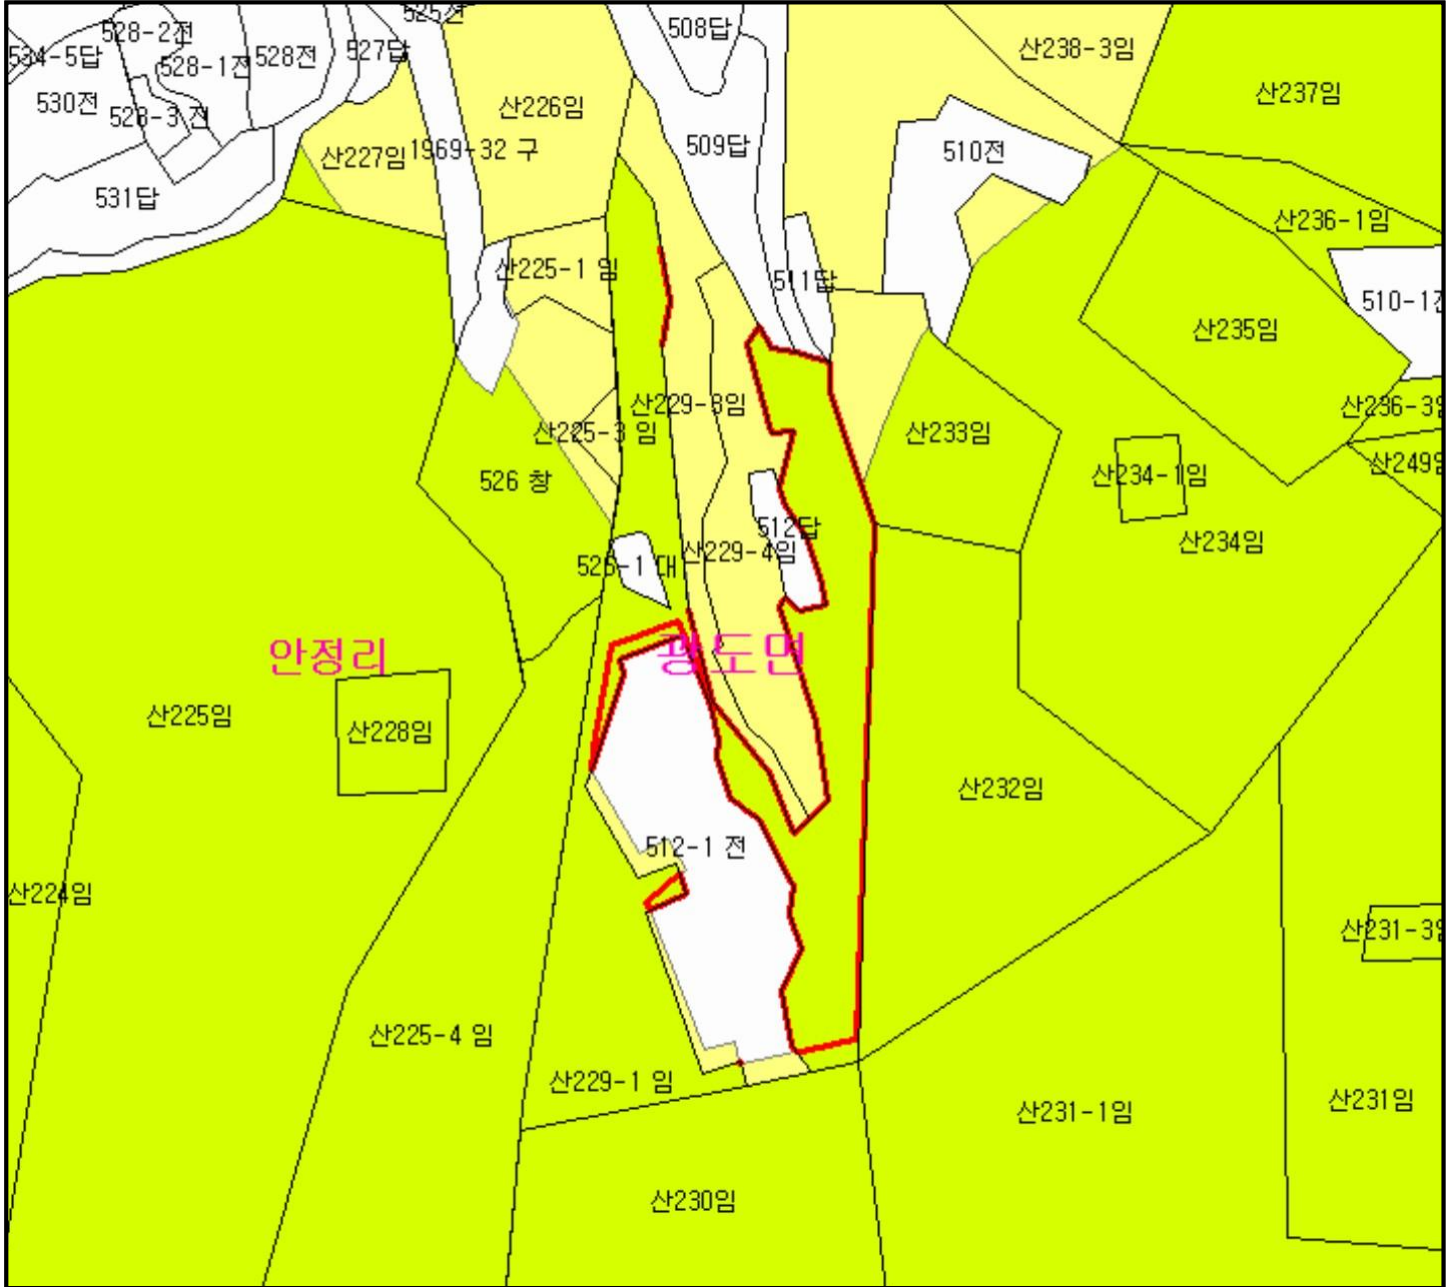 525전
528-2전
508답
534-5답
528-1전
528전
527답
산238-3임
산237임
530전
산226임
528-3 전
509답
510전
산227임
1969-32 구
531답
산236-1임
산225-1 임
511답
510-1전
산235임
산229-3임
산236-3임
산225-3 임
산233임
산249임
526 창
산234-1임
512답
산229-4임
산234임
526-1 대
안정리
광도면
산225임
산228임
산232임
512-1 전
산224임
산231-3임
산225-4 임
산229-1 임
산231-1임
산231임
산230임